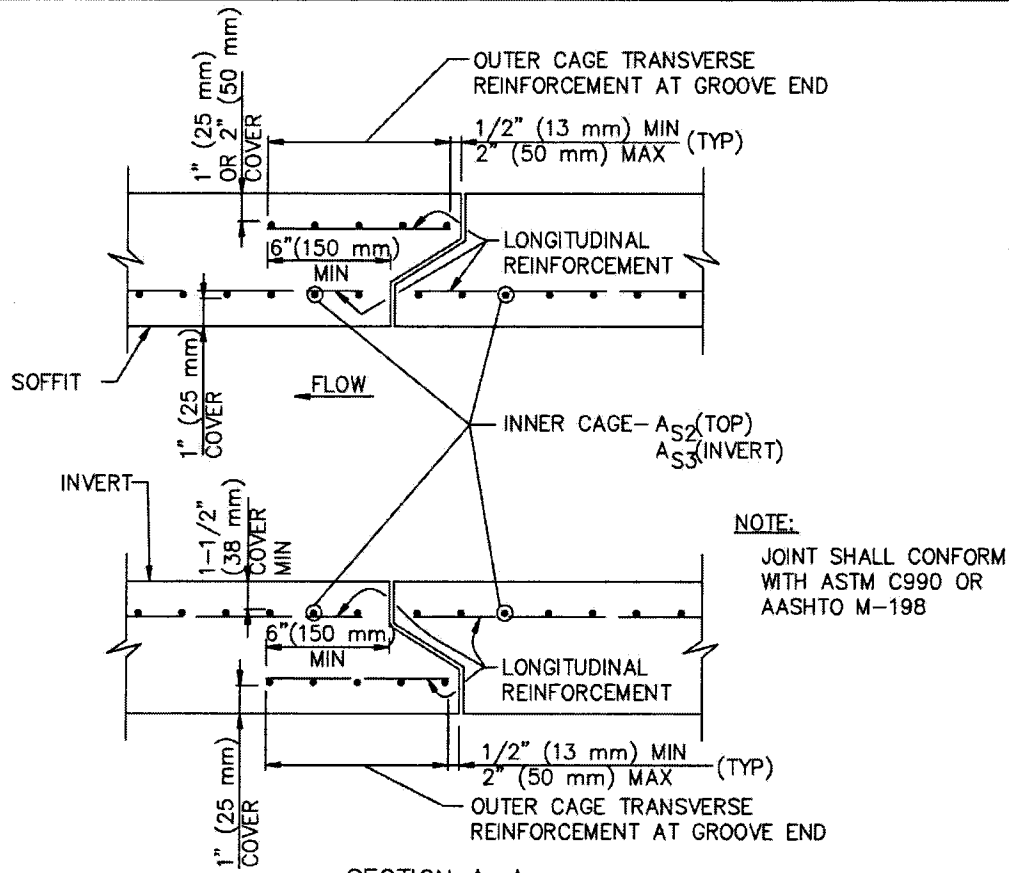 1" (25 mm)
OR 2" (50 mm)
COVER
OUTER CAGE TRANSVERSE
REINFORCEMENT AT GROOVE END
1/2" (13 mm) MIN
2" (50 mm) MAX
(TYP)
6"(150 mm)
MIN
LONGITUDINAL
REINFORCEMENT
SOFFIT
1" (25 mm)
COVER
FLOW
INNER CAGE- AS2(TOP)
AS3(INVERT)
INVERT
1-1/2"
(38 mm)
COVER
MIN
NOTE:
JOINT SHALL CONFORM
WITH ASTM C990 OR
AASHTO M-198
6"(150 mm)
MIN
LONGITUDINAL
REINFORCEMENT
1" (25 mm)
COVER
1/2" (13 mm) MIN
2" (50 mm) MAX
(TYP)
OUTER CAGE TRANSVERSE
REINFORCEMENT AT GROOVE END